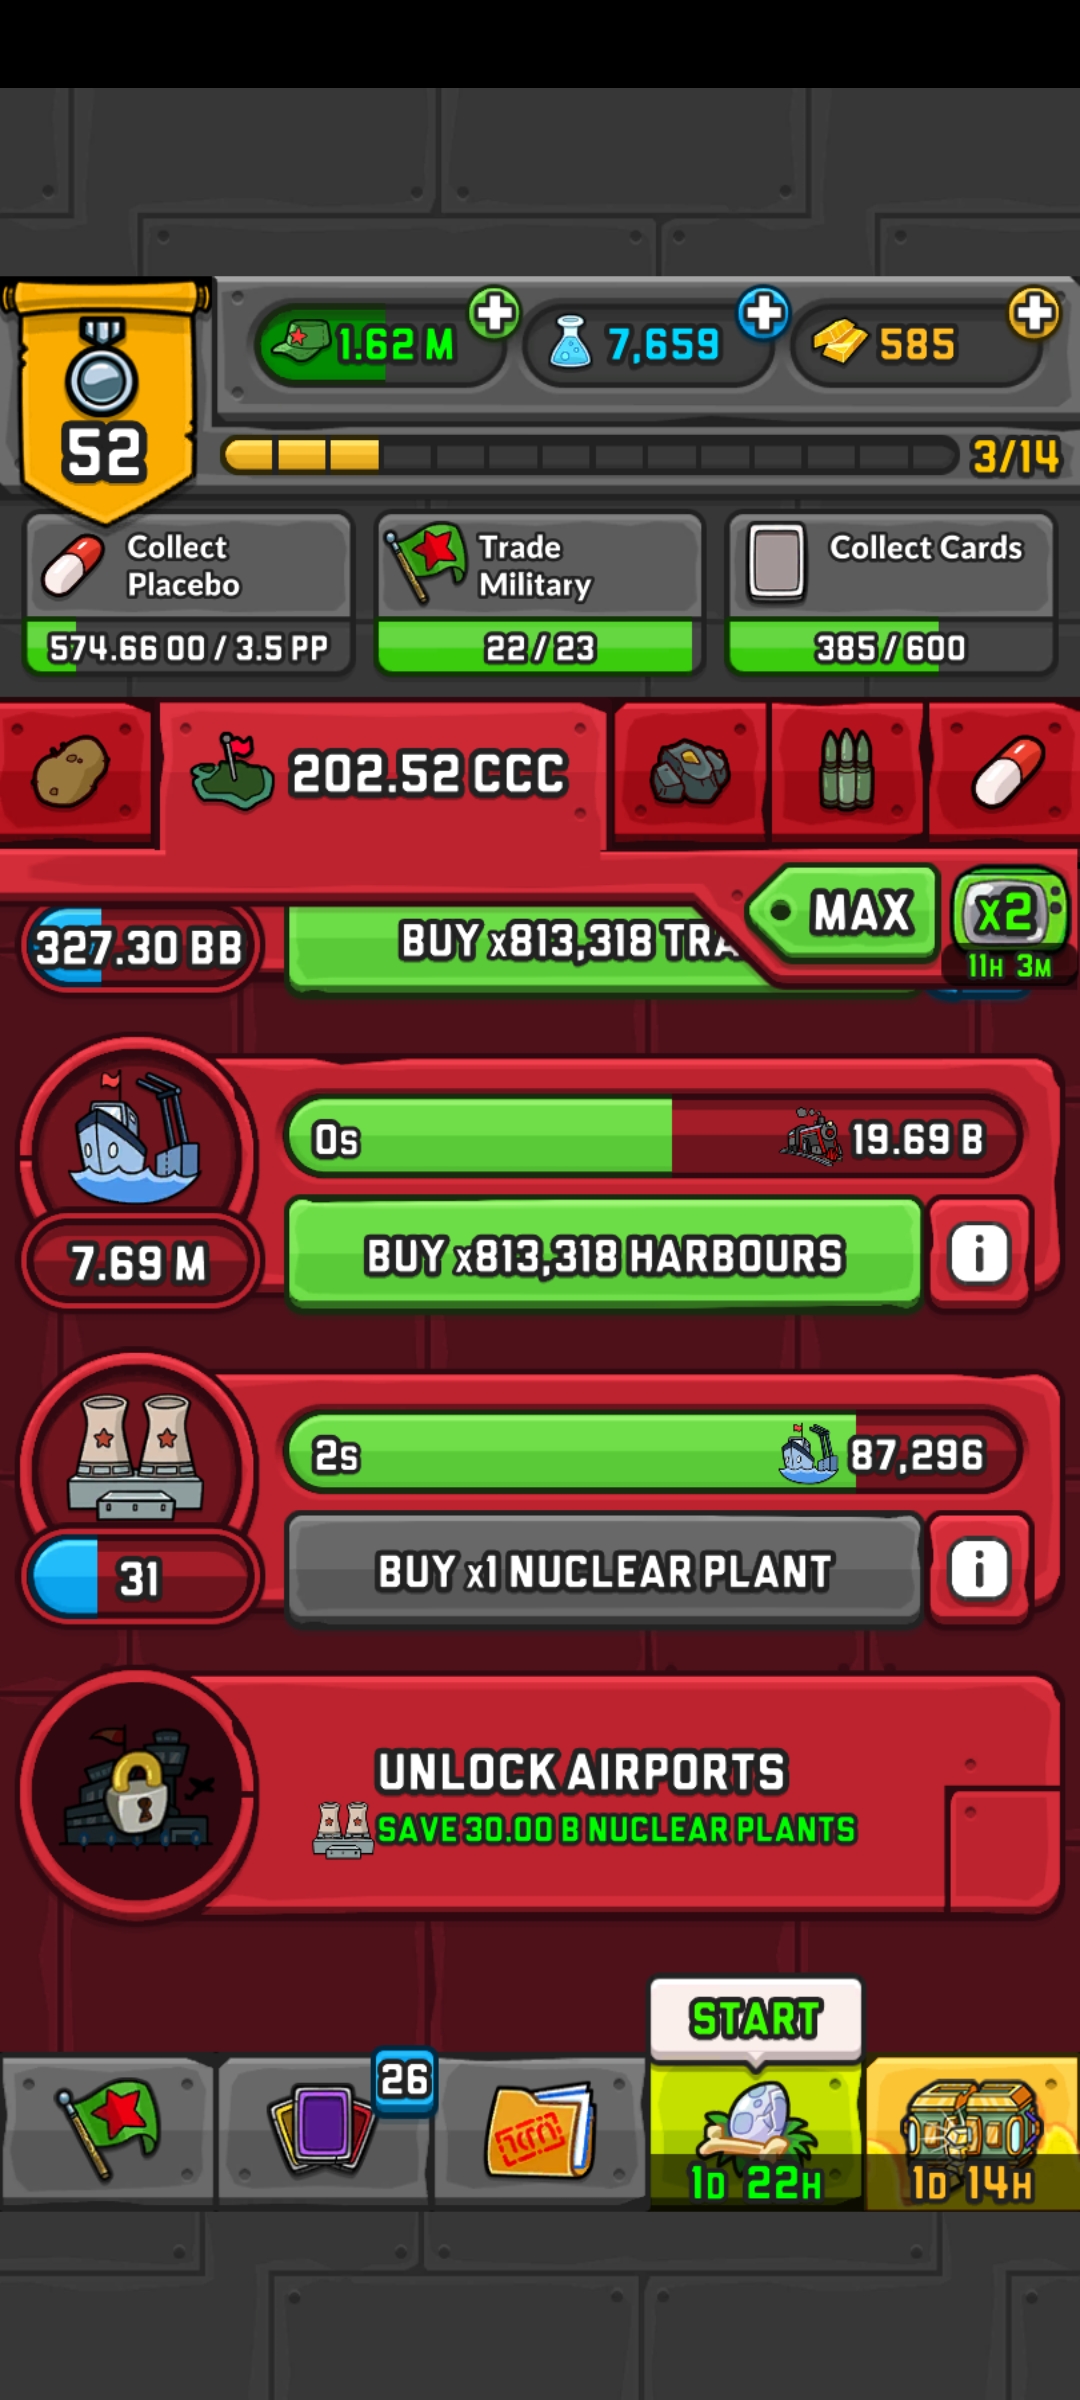 1.62 M
7,659
585
52
3/14
Collect
Placebo
Trade
Military
Collect Cards
574.66 OO / 3.5 PP
22 / 23
385 / 600
202.52 CCC
MAX
x2
11H 3M
327.30 BB
BUY x813,318 TRA
0s
19.69 B
7.69 M
BUY x813,318 HARBOURS
i
2s
87,296
31
BUY x1 NUCLEAR PLANT
i
UNLOCK AIRPORTS
SAVE 30.00 B NUCLEAR PLANTS
START
26
1D 22H
1D 14H